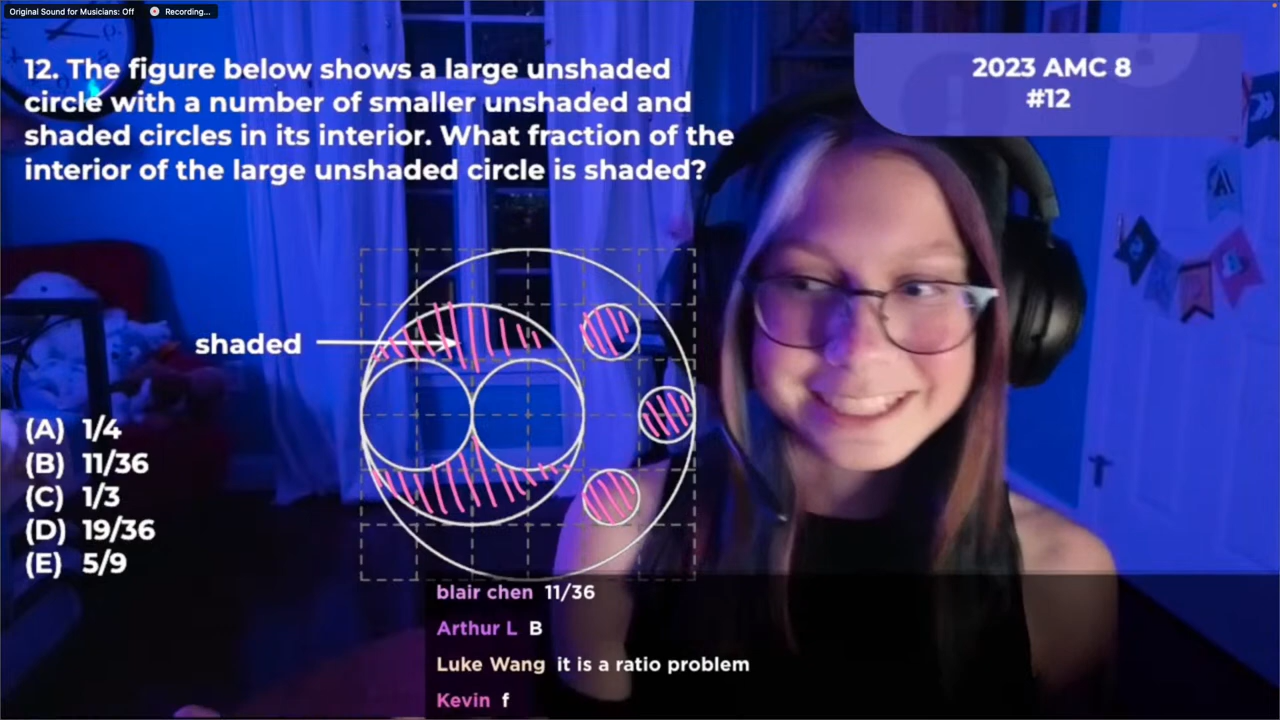 Original Sound for Musicians: Off Recording...
12. The figure below shows a large unshaded
circle with a number of smaller unshaded and
shaded circles in its interior. What fraction of the
interior of the large unshaded circle is shaded?
2023 AMC 8
#12
shaded
(A) 1/4
(B) 11/36
(C) 1/3
(D) 19/36
(E) 5/9
blair chen 11/36
Arthur L B
Luke Wang it is a ratio problem
Kevin f